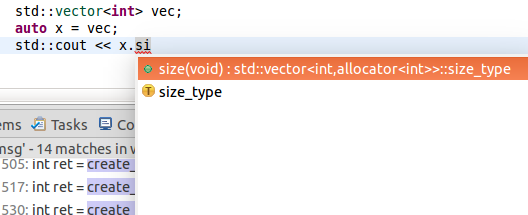 std::vector<int> vec;
auto x = vec;
std::cout << x.si
size(void) : std::vector<int,allocator<int>>::size_type
size_type
ems Tasks Co
msg' - 14 matches in w
505: int ret = create_
517: int ret = create_
530: int ret = create_